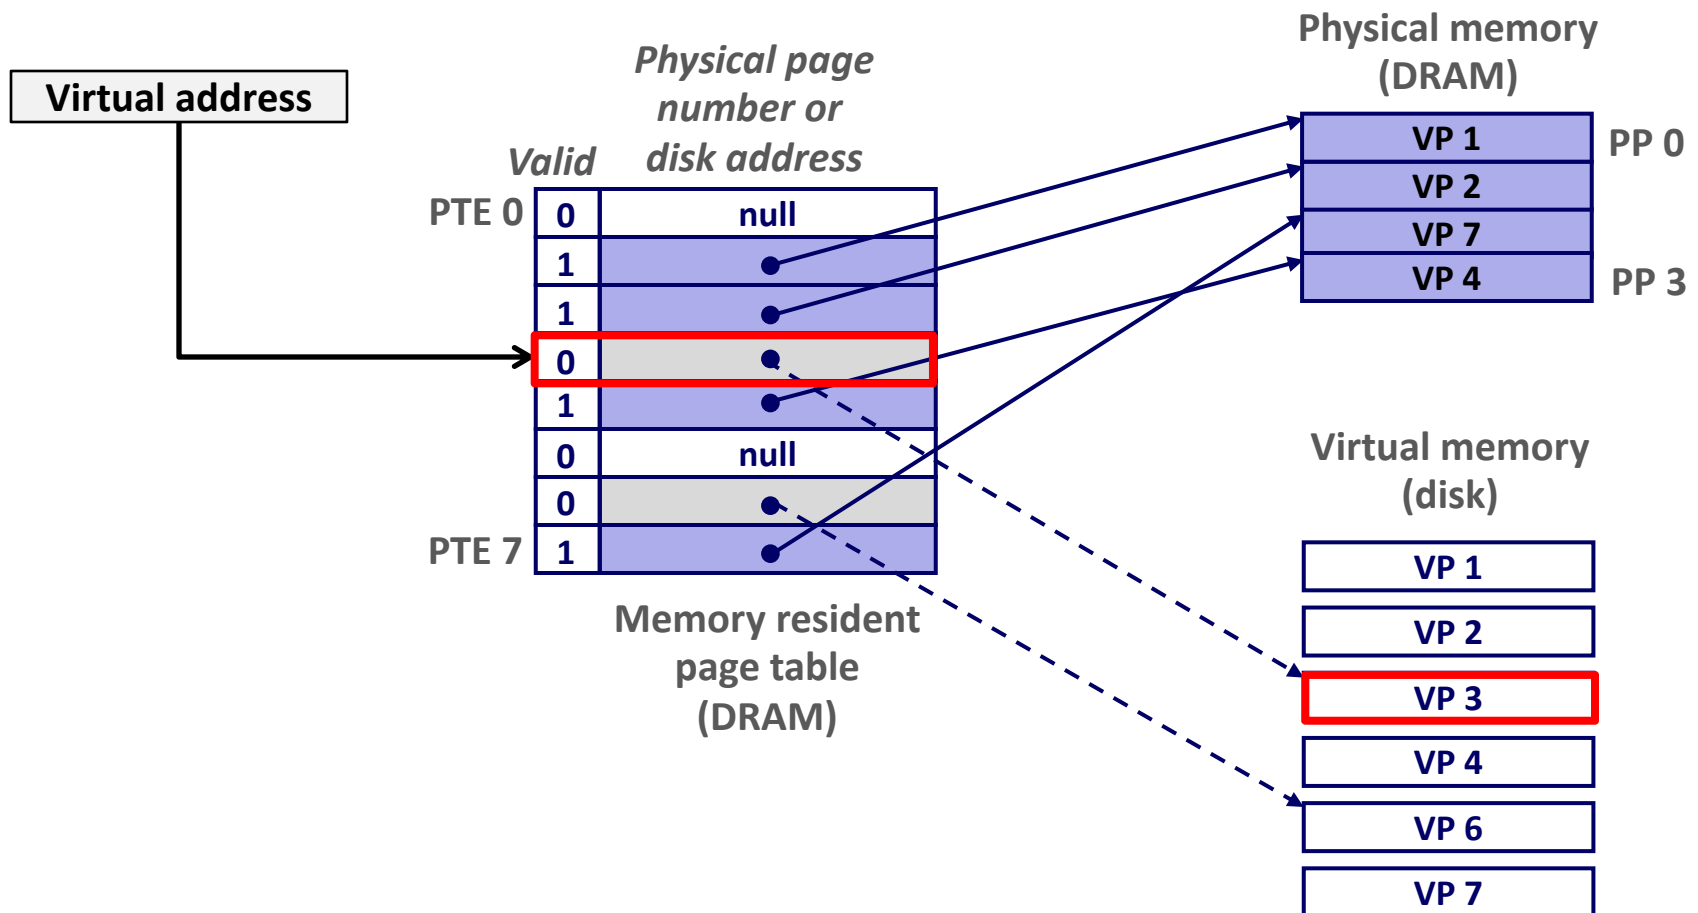 Virtual address
Physical page
number or
disk address
Valid
PTE 0
0
null
1
1
0
1
0
null
0
PTE 7
1
Memory resident
page table
(DRAM)
Physical memory
(DRAM)
VP 1
PP 0
VP 2
VP 7
VP 4
PP 3
Virtual memory
(disk)
VP 1
VP 2
VP 3
VP 4
VP 6
VP 7